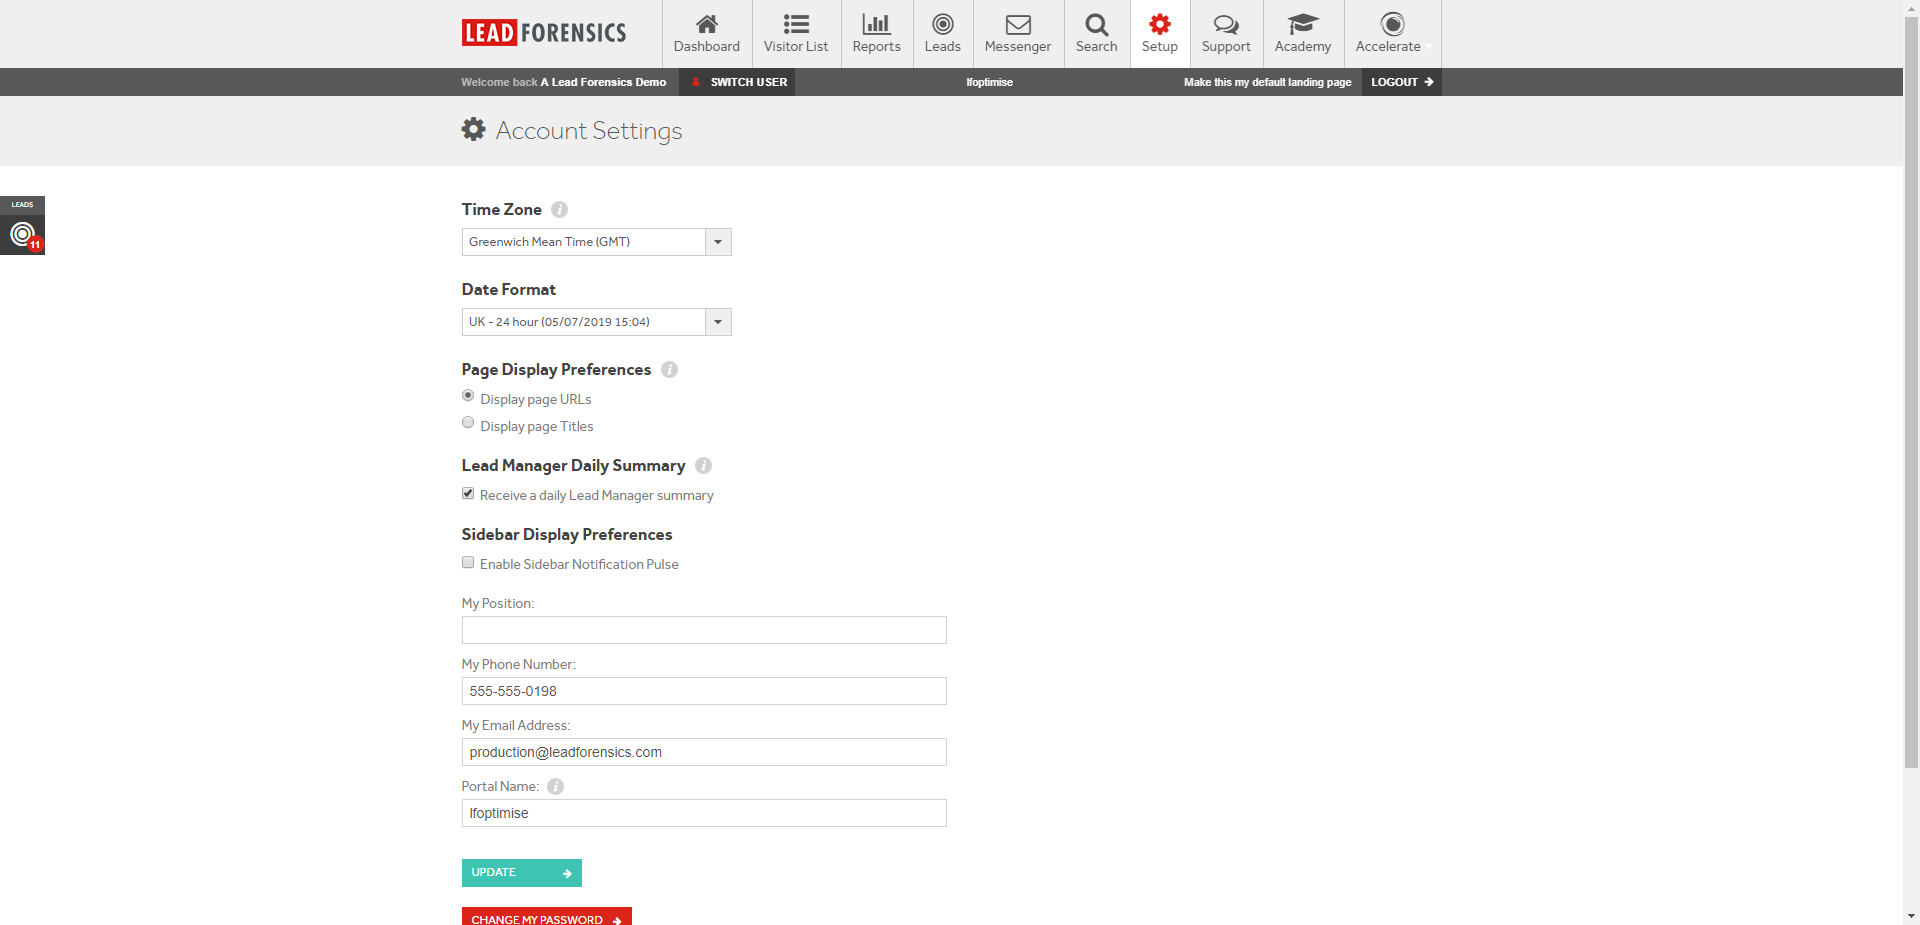 LEAD FORENSICS
Dashboard
Visitor List
Reports
Leads
Messenger
Search
Setup
Support
Academy
Accelerate
Welcome back A Lead Forensics Demo
SWITCH USER
lfoptimise
Make this my default landing page
LOGOUT
Account Settings
LEADS
11
Time Zone
Greenwich Mean Time (GMT)
Date Format
UK - 24 hour (05/07/2019 15:04)
Page Display Preferences
Display page URLs
Display page Titles
Lead Manager Daily Summary
Receive a daily Lead Manager summary
Sidebar Display Preferences
Enable Sidebar Notification Pulse
My Position:
My Phone Number:
555-555-0198
My Email Address:
production@leadforensics.com
Portal Name:
lfoptimise
UPDATE
CHANGE MY PASSWORD